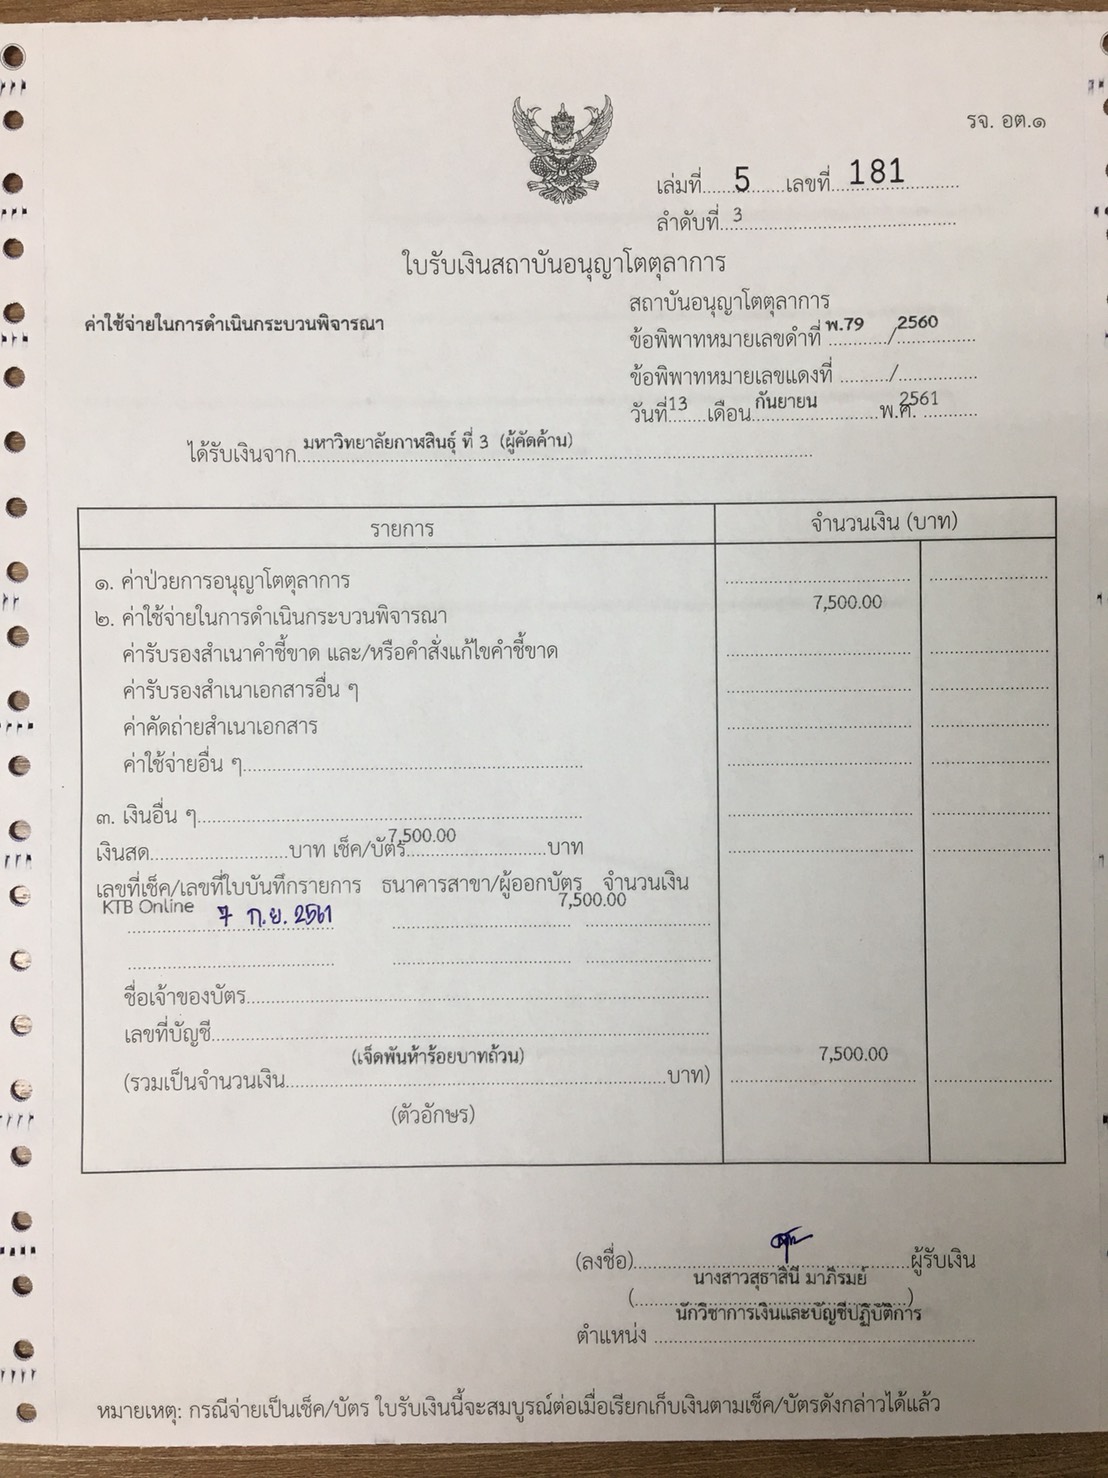 รจ. อต.๑
เล่มที่......5......เลขที่...181...
ลำดับที่...3...
ใบรับเงินสถาบันอนุญาโตตุลาการ
สถาบันอนุญาโตตุลาการ
ค่าใช้จ่ายในการดำเนินกระบวนพิจารณา
ข้อพิพาทหมายเลขดำที่ พ.79 / 2560
ข้อพิพาทหมายเลขแดงที่ ........./...............
วันที่ 13 เดือน กันยายน พ.ศ. 2561
ได้รับเงินจาก มหาวิทยาลัยกาฬสินธุ์ ที่ 3 (ผู้คัดค้าน)
รายการ จำนวนเงิน (บาท)
๑. ค่าป่วยการอนุญาโตตุลาการ
๒. ค่าใช้จ่ายในการดำเนินกระบวนพิจารณา 7,500.00
ค่ารับรองสำเนาคำชี้ขาด และ/หรือคำสั่งแก้ไขคำชี้ขาด
ค่ารับรองสำเนาเอกสารอื่น ๆ
ค่าคัดถ่ายสำเนาเอกสาร
ค่าใช้จ่ายอื่น ๆ
๓. เงินอื่น ๆ
เงินสด..................บาท เช็ค/บัตร 7,500.00 บาท
เลขที่เช็ค/เลขที่ใบบันทึกรายการ ธนาคารสาขา/ผู้ออกบัตร จำนวนเงิน
KTB Online 7 ก.ย. 2561 7,500.00
ชื่อเจ้าของบัตร
เลขที่บัญชี
(รวมเป็นจำนวนเงิน (เจ็ดพันห้าร้อยบาทถ้วน) บาท) 7,500.00
(ตัวอักษร)
(ลงชื่อ)..................ผู้รับเงิน
(นางสาวสุธาสินี มาภิรมย์)
ตำแหน่ง นักวิชาการเงินและบัญชีปฏิบัติการ
หมายเหตุ: กรณีจ่ายเป็นเช็ค/บัตร ใบรับเงินนี้จะสมบูรณ์ต่อเมื่อเรียกเก็บเงินตามเช็ค/บัตรดังกล่าวได้แล้ว